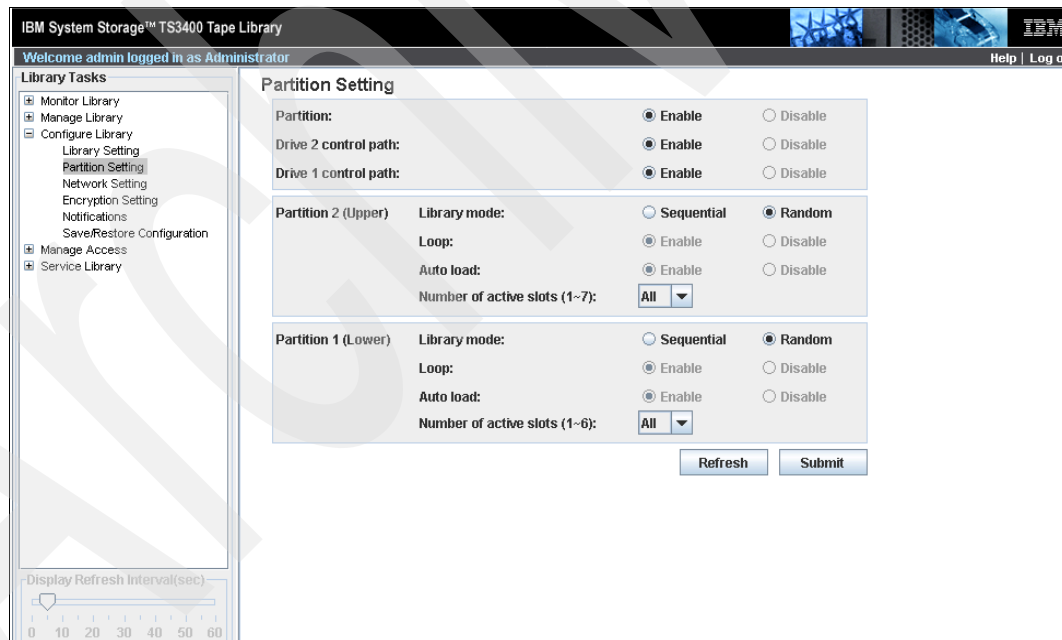 IBM System Storage™ TS3400 Tape Library
IBM
Welcome admin logged in as Administrator
Help | Log o
Library Tasks
Monitor Library
Manage Library
Configure Library
Library Setting
Partition Setting
Network Setting
Encryption Setting
Notifications
Save/Restore Configuration
Manage Access
Service Library
Display Refresh Interval(sec)
0 10 20 30 40 50 60
Partition Setting
Partition: Enable Disable
Drive 2 control path: Enable Disable
Drive 1 control path: Enable Disable
Partition 2 (Upper) Library mode: Sequential Random
Loop: Enable Disable
Auto load: Enable Disable
Number of active slots (1~7): All
Partition 1 (Lower) Library mode: Sequential Random
Loop: Enable Disable
Auto load: Enable Disable
Number of active slots (1~6): All
Refresh Submit